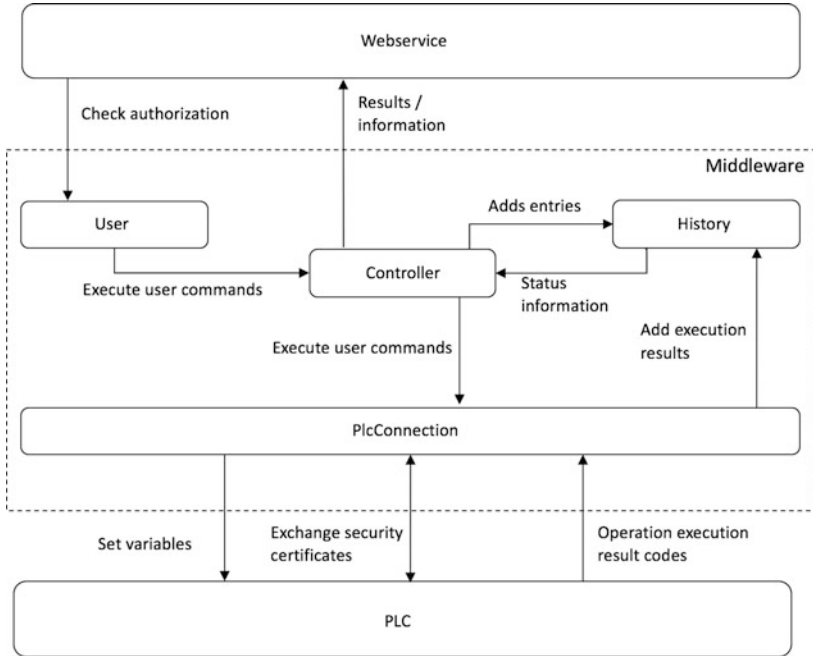 Webservice
Check authorization
Results /
information
Middleware
User
Adds entries
History
Execute user commands
Controller
Status
information
Execute user commands
Add execution
results
PlcConnection
Set variables
Exchange security
certificates
Operation execution
result codes
PLC